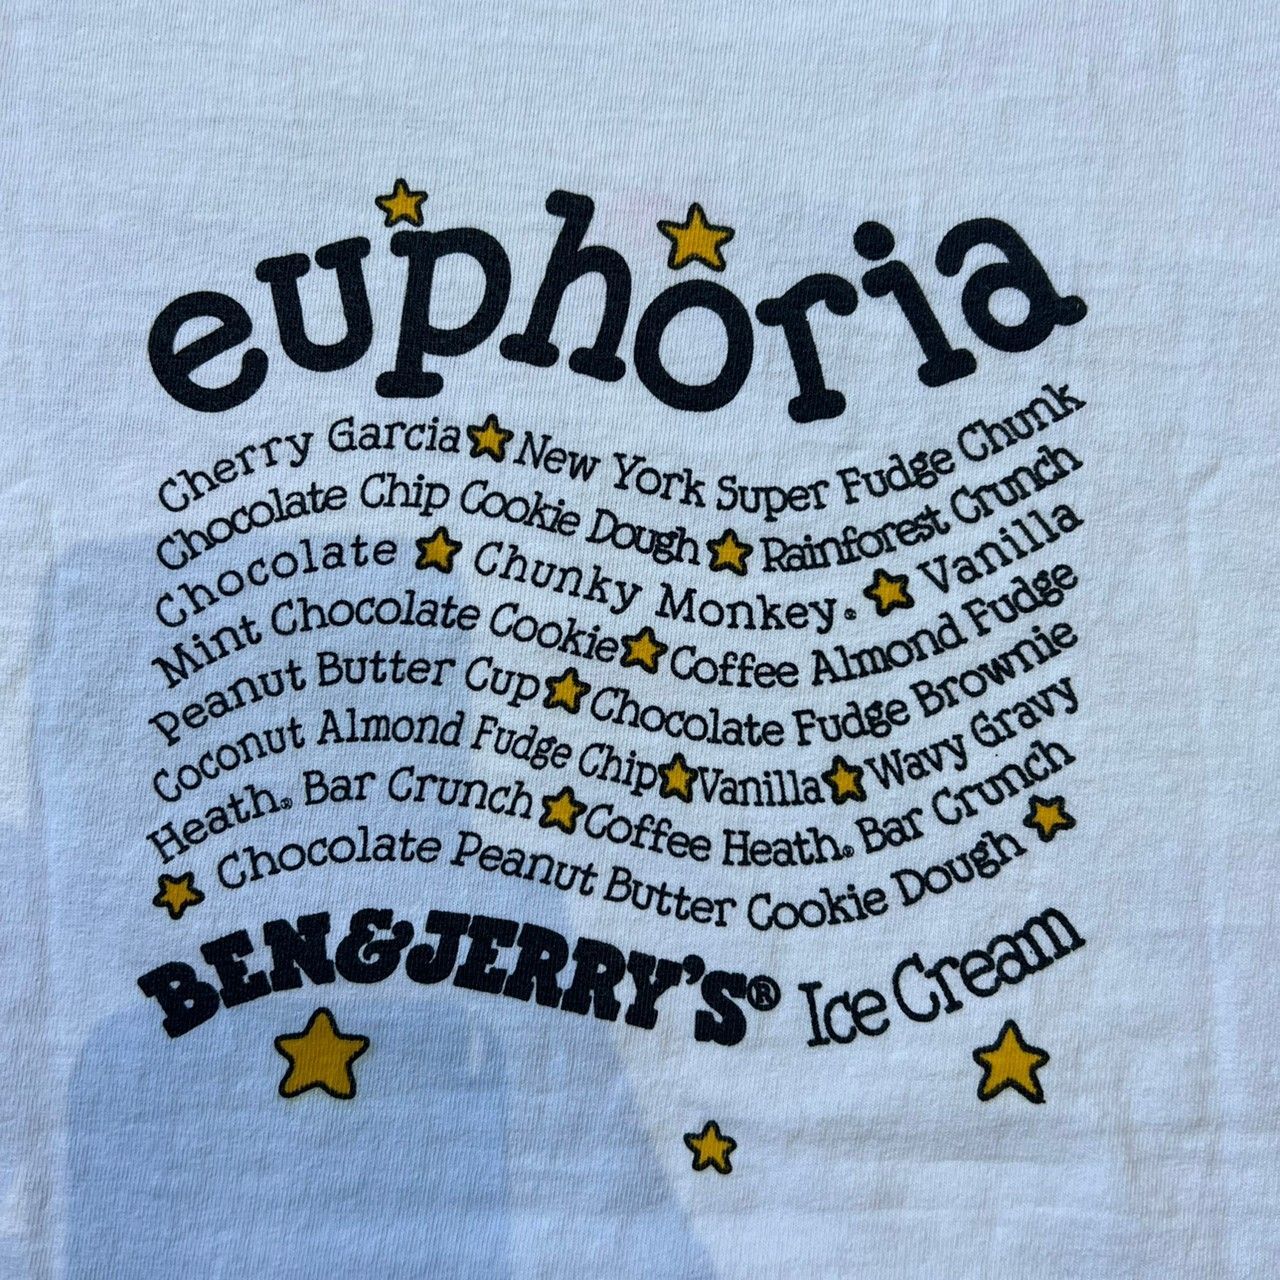 euphoria
Cherry Garcia New York Super Fudge Chunk
Chocolate Chip Cookie Dough Rainforest Crunch
Chocolate Chunky Monkey® Vanilla
Mint Chocolate Cookie Coffee Almond Fudge
Peanut Butter Cup Chocolate Fudge Brownie
Coconut Almond Fudge Chip Vanilla Wavy Gravy
Heath® Bar Crunch Coffee Heath® Bar Crunch
Chocolate Peanut Butter Cookie Dough
BEN&JERRY'S® Ice Cream